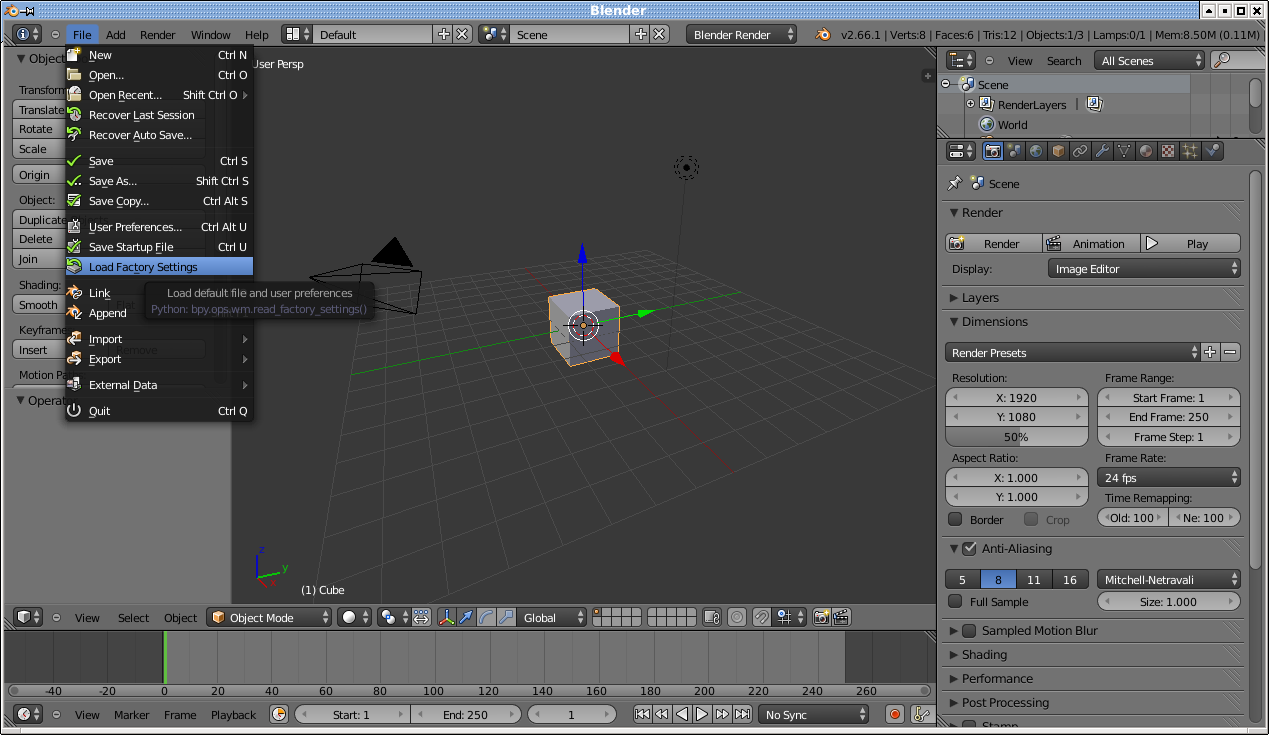 Blender
File Add Render Window Help Default Scene Blender Render v2.66.1 | Verts:8 | Faces:6 | Tris:12 | Objects:1/3 | Lamps:0/1 | Mem:8.50M (0.11M)
New Ctrl N
Open... Ctrl O
Open Recent... Shift Ctrl O
Recover Last Session
Recover Auto Save...
Save Ctrl S
Save As... Shift Ctrl S
Save Copy... Ctrl Alt S
User Preferences... Ctrl Alt U
Save Startup File Ctrl U
Load Factory Settings
Link
Append
Import
Export
External Data
Quit Ctrl Q
Load default file and user preferences
Python: bpy.ops.wm.read_factory_settings()
Translate
Rotate
Scale
Origin
Object:
Duplicate
Delete
Join
Shading:
Smooth
Insert
Motion
User Persp
z
y
(1) Cube
View Select Object Object Mode Global
-40 -20 0 20 40 60 80 100 120 140 160 180 200 220 240 260
View Marker Frame Playback Start: 1 End: 250 1 No Sync
View Search All Scenes
Scene
RenderLayers |
World
Scene
Render
Render Animation Play
Display: Image Editor
Layers
Dimensions
Render Presets
Resolution: Frame Range:
X: 1920 Start Frame: 1
Y: 1080 End Frame: 250
50% Frame Step: 1
Aspect Ratio: Frame Rate:
X: 1.000 24 fps
Y: 1.000 Time Remapping:
Border Crop Old: 100 Ne: 100
Anti-Aliasing
5 8 11 16 Mitchell-Netravali
Full Sample Size: 1.000
Sampled Motion Blur
Shading
Performance
Post Processing
Stamp